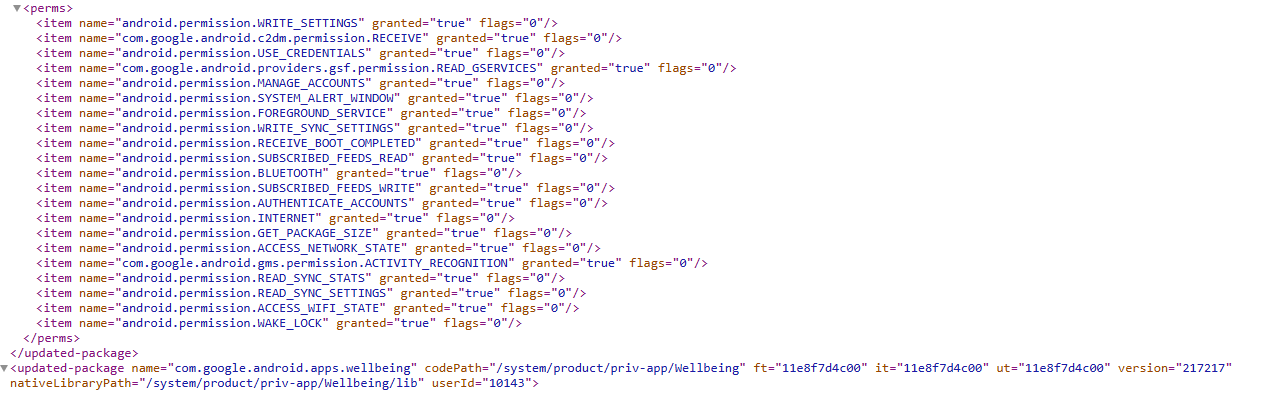 <perms>
<item name="android.permission.WRITE_SETTINGS" granted="true" flags="0"/>
<item name="com.google.android.c2dm.permission.RECEIVE" granted="true" flags="0"/>
<item name="android.permission.USE_CREDENTIALS" granted="true" flags="0"/>
<item name="com.google.android.providers.gsf.permission.READ_GSERVICES" granted="true" flags="0"/>
<item name="android.permission.MANAGE_ACCOUNTS" granted="true" flags="0"/>
<item name="android.permission.SYSTEM_ALERT_WINDOW" granted="true" flags="0"/>
<item name="android.permission.FOREGROUND_SERVICE" granted="true" flags="0"/>
<item name="android.permission.WRITE_SYNC_SETTINGS" granted="true" flags="0"/>
<item name="android.permission.RECEIVE_BOOT_COMPLETED" granted="true" flags="0"/>
<item name="android.permission.SUBSCRIBED_FEEDS_READ" granted="true" flags="0"/>
<item name="android.permission.BLUETOOTH" granted="true" flags="0"/>
<item name="android.permission.SUBSCRIBED_FEEDS_WRITE" granted="true" flags="0"/>
<item name="android.permission.AUTHENTICATE_ACCOUNTS" granted="true" flags="0"/>
<item name="android.permission.INTERNET" granted="true" flags="0"/>
<item name="android.permission.GET_PACKAGE_SIZE" granted="true" flags="0"/>
<item name="android.permission.ACCESS_NETWORK_STATE" granted="true" flags="0"/>
<item name="com.google.android.gms.permission.ACTIVITY_RECOGNITION" granted="true" flags="0"/>
<item name="android.permission.READ_SYNC_STATS" granted="true" flags="0"/>
<item name="android.permission.READ_SYNC_SETTINGS" granted="true" flags="0"/>
<item name="android.permission.ACCESS_WIFI_STATE" granted="true" flags="0"/>
<item name="android.permission.WAKE_LOCK" granted="true" flags="0"/>
</perms>
</updated-package>
<updated-package name="com.google.android.apps.wellbeing" codePath="/system/product/priv-app/Wellbeing" ft="11e8f7d4c00" it="11e8f7d4c00" ut="11e8f7d4c00" version="217217"
nativeLibraryPath="/system/product/priv-app/Wellbeing/lib" userId="10143">